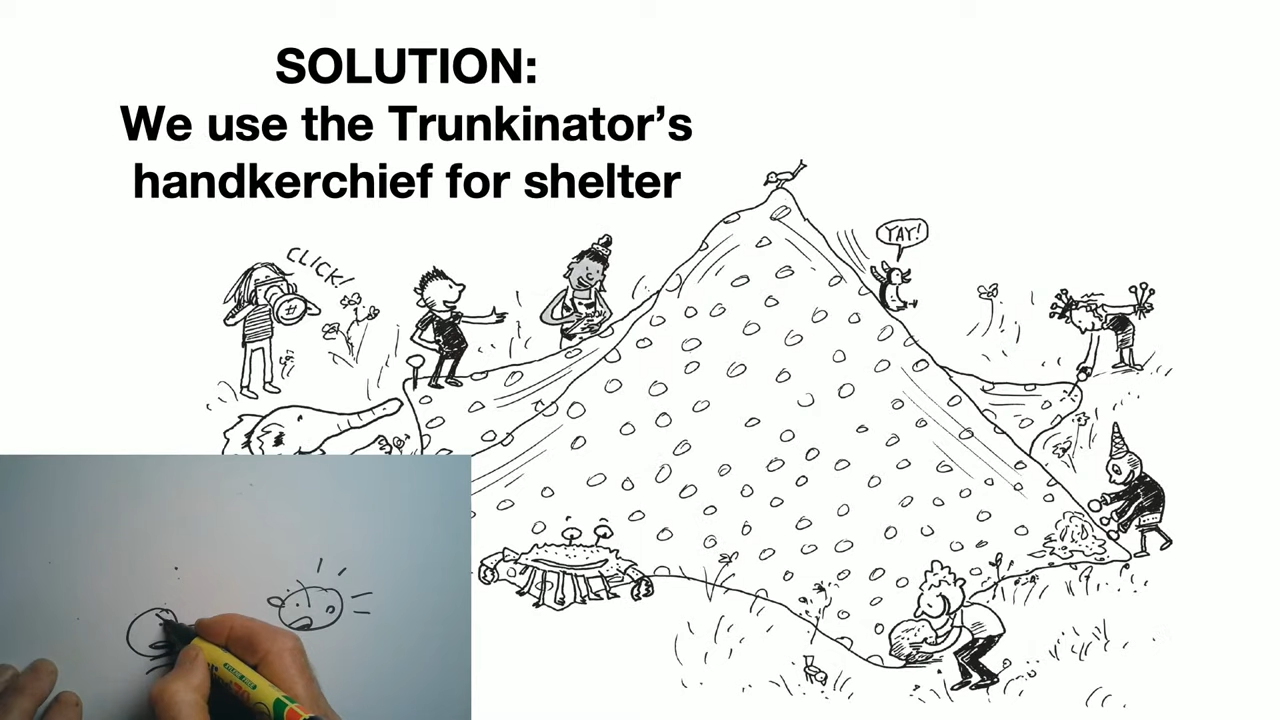 SOLUTION:
We use the Trunkinator’s
handkerchief for shelter
CLICK!
YAY!
#